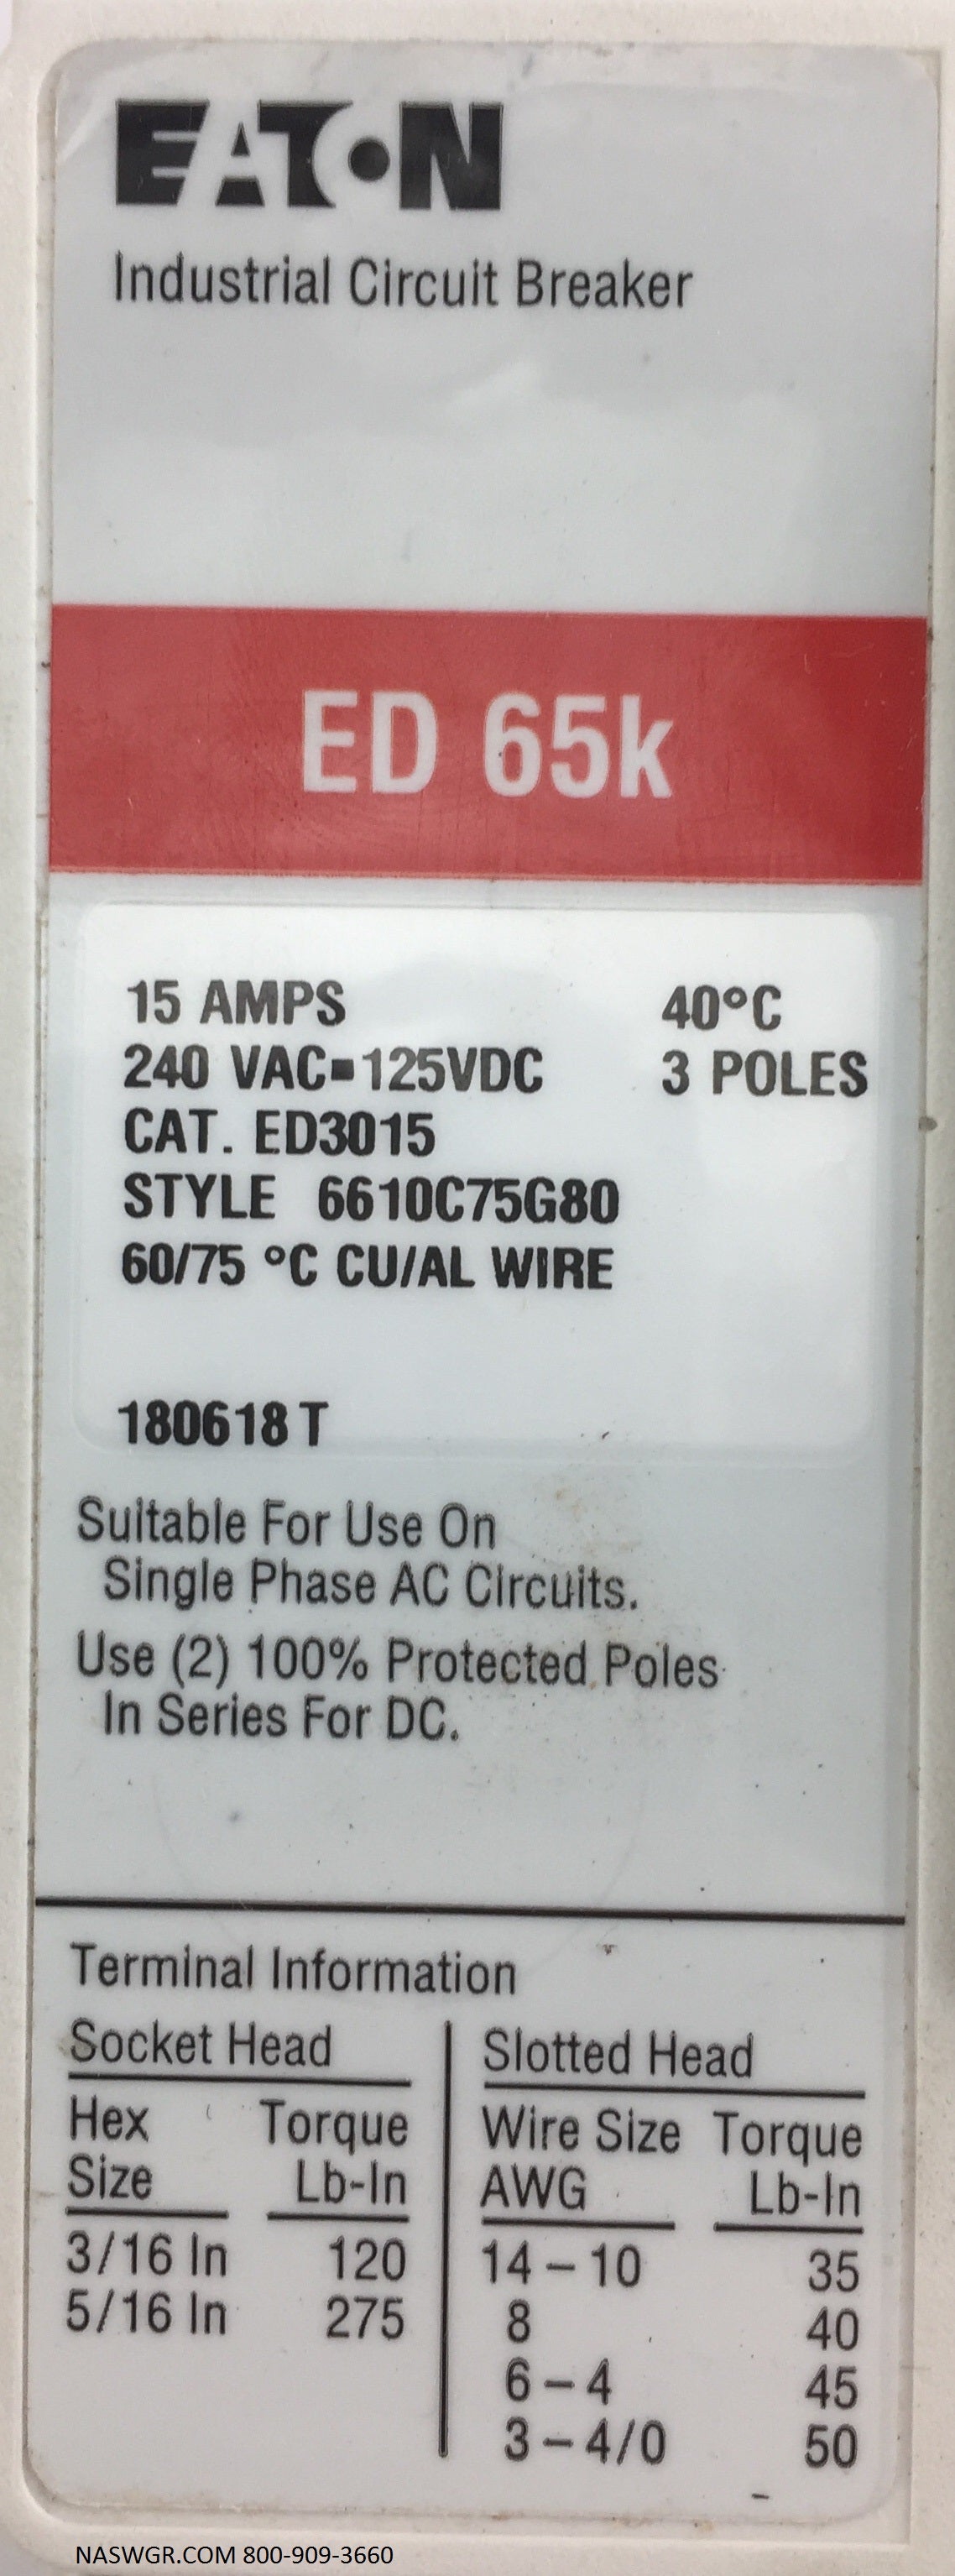 EATON
Industrial Circuit Breaker
ED 65k
15 AMPS 40°C
240 VAC▪125VDC 3 POLES
CAT. ED3015
STYLE 6610C75G80
60/75 °C CU/AL WIRE
180618 T
Suitable For Use On
Single Phase AC Circuits.
Use (2) 100% Protected Poles
In Series For DC.
Terminal Information
Socket Head
Hex Torque
Size Lb-In
3/16 In 120
5/16 In 275
Slotted Head
Wire Size Torque
AWG Lb-In
14 – 10 35
8 40
6 – 4 45
3 – 4/0 50
NASWGR.COM 800-909-3660